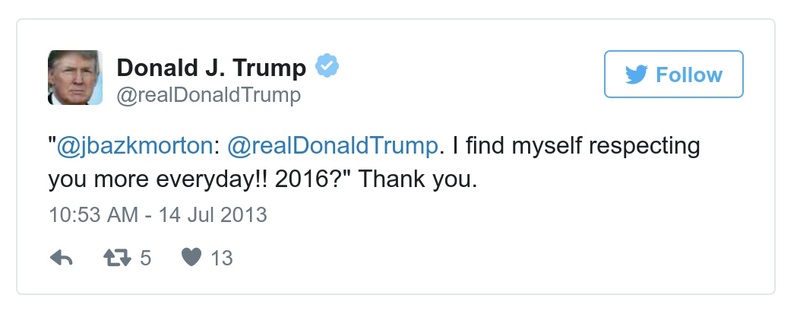 Donald J. Trump
@realDonaldTrump
Follow
"@jbazkmorton: @realDonaldTrump. I find myself respecting
you more everyday!! 2016?" Thank you.
10:53 AM - 14 Jul 2013
5 13